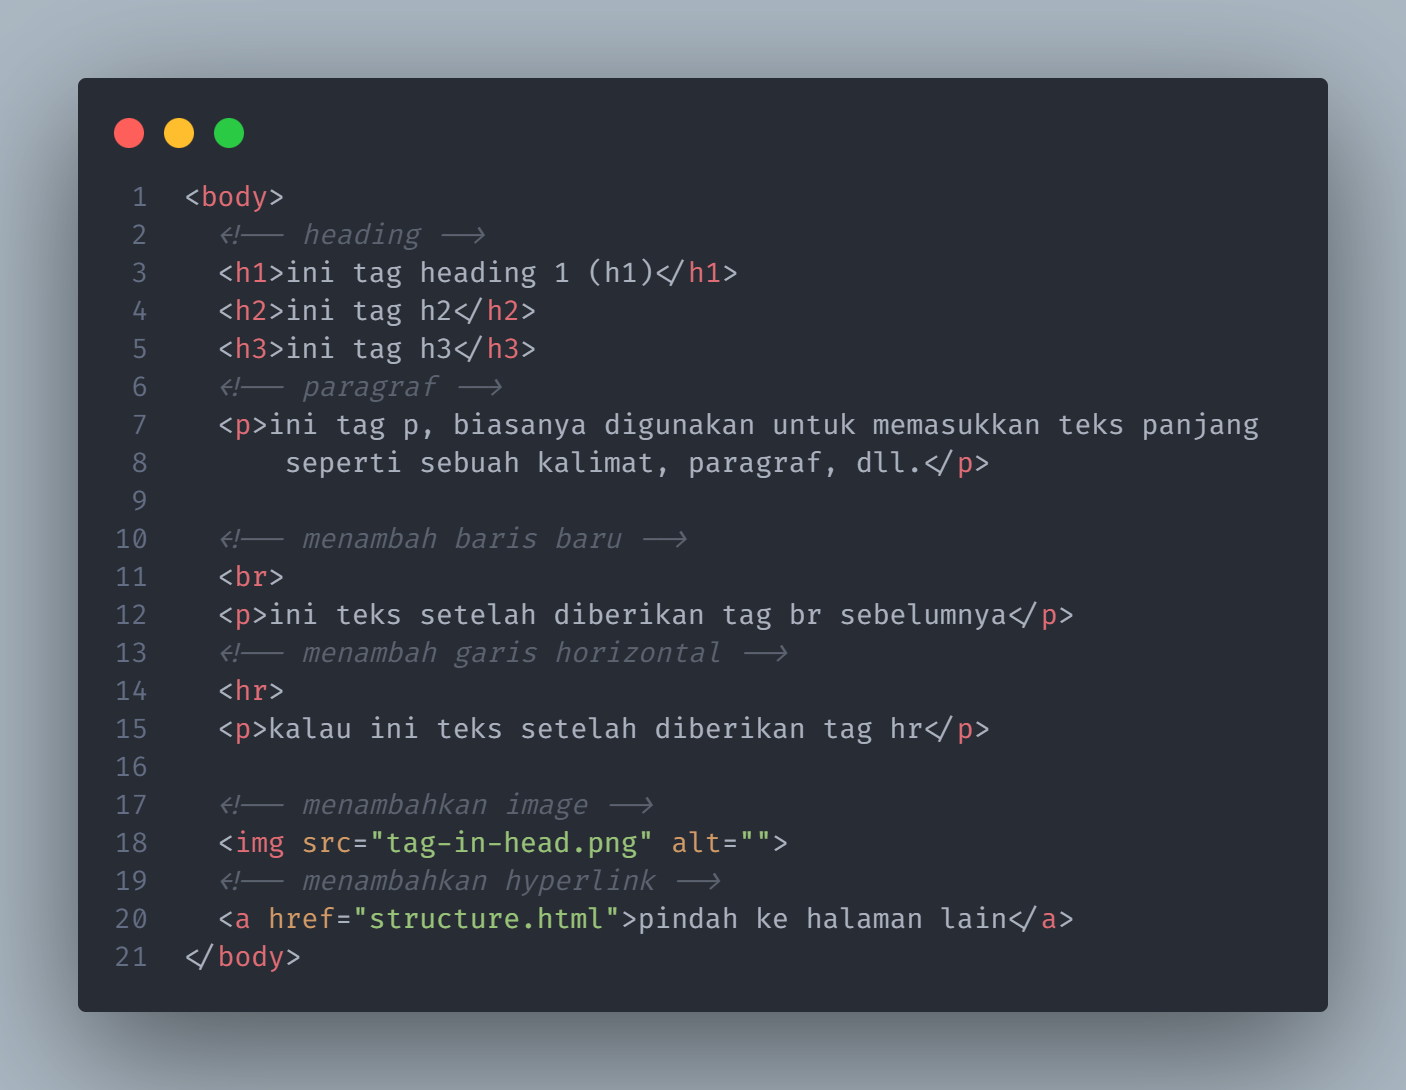 1 <body>
2 <!-- heading -->
3 <h1>ini tag heading 1 (h1)</h1>
4 <h2>ini tag h2</h2>
5 <h3>ini tag h3</h3>
6 <!-- paragraf -->
7 <p>ini tag p, biasanya digunakan untuk memasukkan teks panjang
8 seperti sebuah kalimat, paragraf, dll.</p>
9
10 <!-- menambah baris baru -->
11 <br>
12 <p>ini teks setelah diberikan tag br sebelumnya</p>
13 <!-- menambah garis horizontal -->
14 <hr>
15 <p>kalau ini teks setelah diberikan tag hr</p>
16
17 <!-- menambahkan image -->
18 <img src="tag-in-head.png" alt="">
19 <!-- menambahkan hyperlink -->
20 <a href="structure.html">pindah ke halaman lain</a>
21 </body>